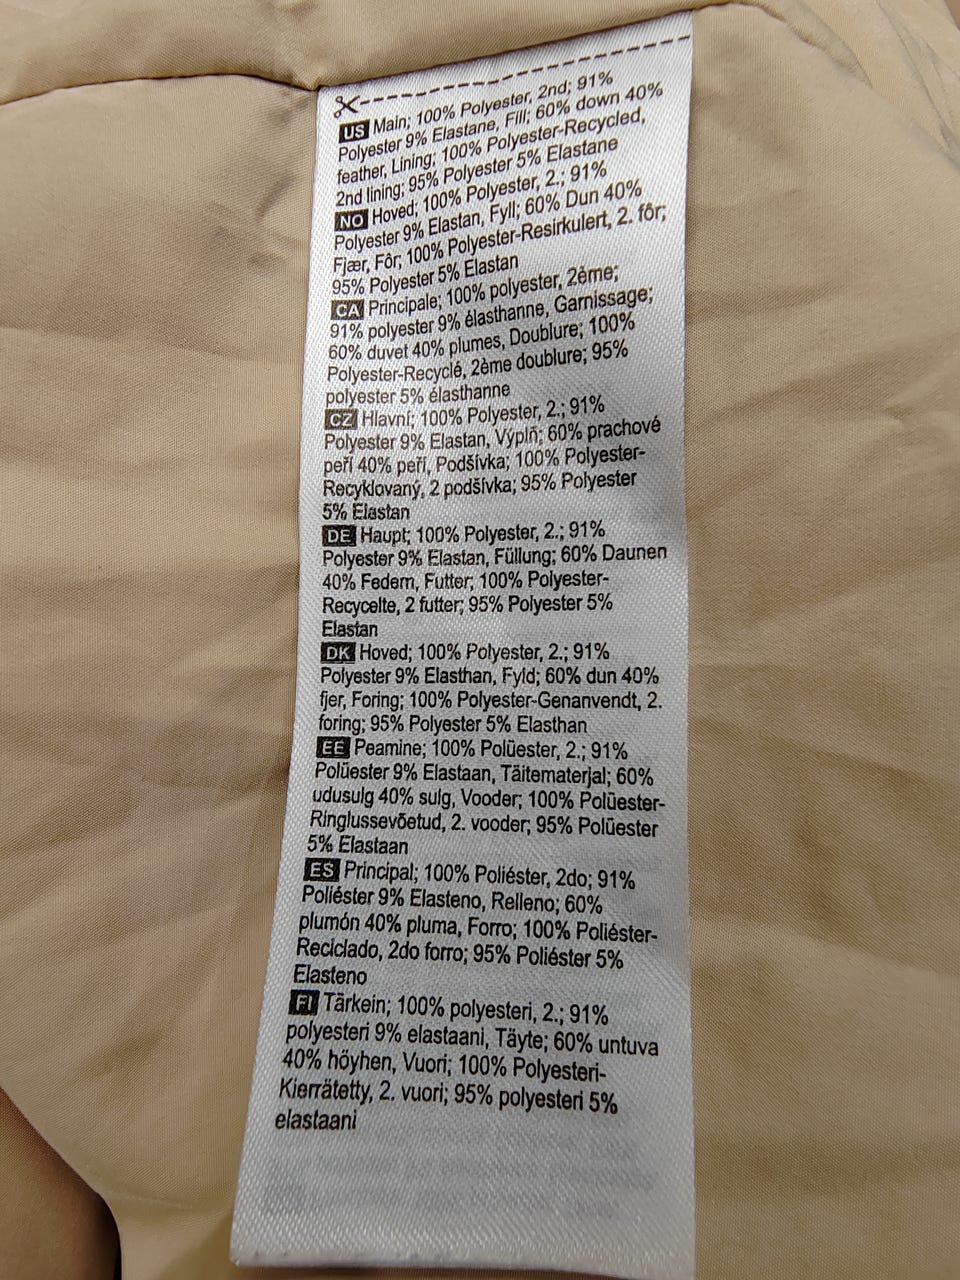 US Main; 100% Polyester, 2nd; 91%
Polyester 9% Elastane, Fill; 60% down 40%
feather, Lining; 100% Polyester-Recycled,
2nd lining; 95% Polyester 5% Elastane
NO Hoved; 100% Polyester, 2.; 91%
Polyester 9% Elastan, Fyll; 60% Dun 40%
Fjær, Fôr; 100% Polyester-Resirkulert, 2. fôr;
95% Polyester 5% Elastan
CA Principale; 100% polyester, 2éme;
91% polyester 9% élasthanne, Garnissage;
60% duvet 40% plumes, Doublure; 100%
Polyester-Recyclé, 2ème doublure; 95%
polyester 5% élasthanne
CZ Hlavní; 100% Polyester, 2.; 91%
Polyester 9% Elastan, Výplň; 60% prachové
peří 40% peří, Podšívka; 100% Polyester-
Recyklovaný, 2 podšívka; 95% Polyester
5% Elastan
DE Haupt; 100% Polyester, 2.; 91%
Polyester 9% Elastan, Füllung; 60% Daunen
40% Federn, Futter; 100% Polyester-
Recycelte, 2 futter; 95% Polyester 5%
Elastan
DK Hoved; 100% Polyester, 2.; 91%
Polyester 9% Elasthan, Fyld; 60% dun 40%
fjer, Foring; 100% Polyester-Genanvendt, 2.
foring; 95% Polyester 5% Elasthan
EE Peamine; 100% Polüester, 2.; 91%
Polüester 9% Elastaan, Täitematerjal; 60%
udusulg 40% sulg, Vooder; 100% Polüester-
Ringlussevõetud, 2. vooder; 95% Polüester
5% Elastaan
ES Principal; 100% Poliéster, 2do; 91%
Poliéster 9% Elasteno, Relleno; 60%
plumón 40% pluma, Forro; 100% Poliéster-
Reciclado, 2do forro; 95% Poliéster 5%
Elasteno
FI Tärkein; 100% polyesteri, 2.; 91%
polyesteri 9% elastaani, Täyte; 60% untuva
40% höyhen, Vuori; 100% Polyesteri-
Kierrätetty, 2. vuori; 95% polyesteri 5%
elastaani